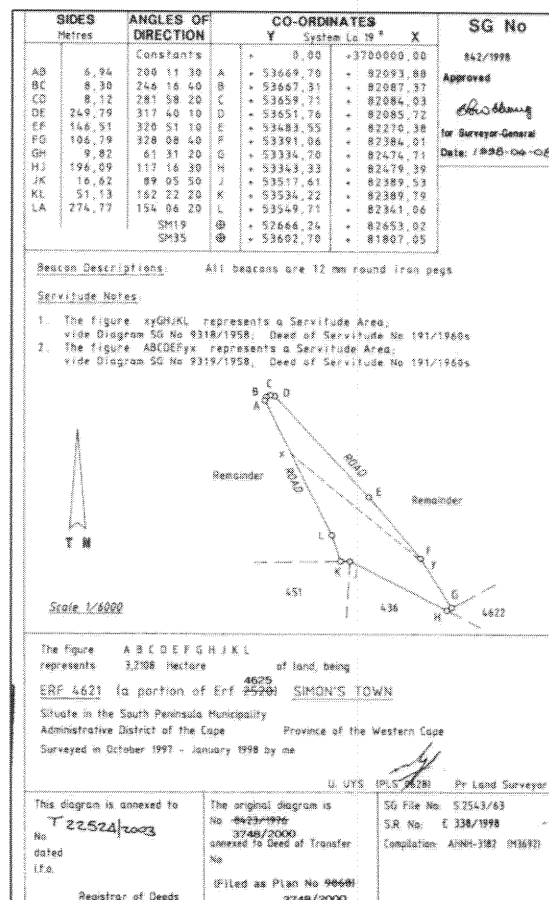 SIDES Metres ANGLES OF DIRECTION CO-ORDINATES
Y System Lo 19° X
Constants + 0,00 +3700000,00
AB 6,94 200 11 30 A + 53669,70 + 82093,88
BC 8,30 246 16 40 B + 53667,31 + 82087,37
CD 8,12 281 58 20 C + 53659,71 + 82084,03
DE 249,79 317 40 10 D + 53651,76 + 82085,72
EF 146,51 320 51 10 E + 53483,55 + 82270,38
FG 106,79 328 08 40 F + 53391,06 + 82384,01
GH 9,82 61 31 20 G + 53334,70 + 82474,71
HJ 196,09 117 16 30 H + 53343,33 + 82479,39
JK 16,62 89 05 50 J + 53517,61 + 82389,53
KL 51,13 162 22 20 K + 53534,22 + 82389,79
LA 274,77 154 06 20 L + 53549,71 + 82341,06
SM19 ⊕ + 52666,24 + 82653,02
SM35 ⊕ + 53602,70 + 81807,05
SG No
842/1998
Approved
for Surveyor-General
Date: 1998-04-08
Beacon Descriptions: All beacons are 12 mm round iron pegs
Servitude Notes:
1. The figure xyGHJKL represents a Servitude Area;
vide Diagram SG No 9318/1958, Deed of Servitude No 191/1960s
2. The figure ABCDEFyx represents a Servitude Area;
vide Diagram SG No 9319/1958, Deed of Servitude No 191/1960s
C
B D
A
x
ROAD
ROAD
Remainder
E
Remainder
L
F
y
T N
K J
G
H
451
436
4622
Scale 1/6000
The figure A B C D E F G H J K L
represents 3,2108 Hectare of land, being
4625
ERF 4621 (a portion of Erf 2520) SIMON'S TOWN
Situate in the South Peninsula Municipality
Administrative District of the Cape Province of the Western Cape
Surveyed in October 1997 - January 1998 by me
U. UYS (PLS 0628) Pr Land Surveyor
This diagram is annexed to
T 22524/2003
No
dated
i.f.o.
Registrar of Deeds
The original diagram is
No 8423/1976
3748/2000
annexed to Deed of Transfer
No
(Filed as Plan No 9868)
3748/2000
SG File No: S 2543/63
S.R. No: E 338/1998
Compilation: AHNH-3182 (M3692)